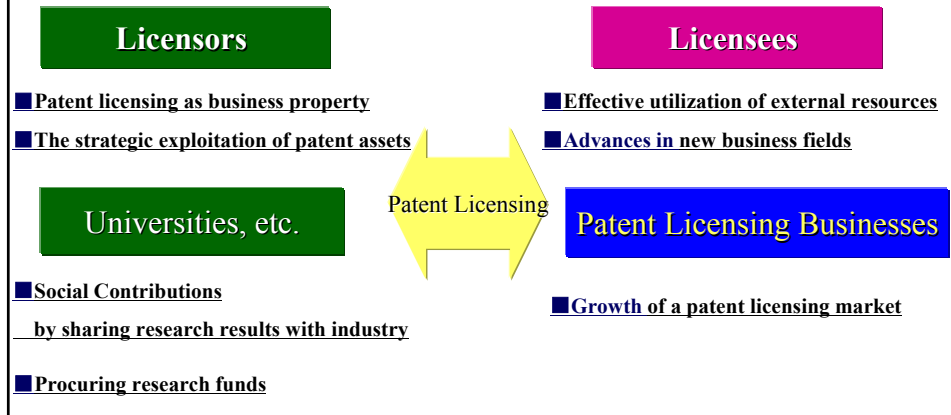 Licensors
■Patent licensing as business property
■The strategic exploitation of patent assets
Universities, etc.
■Social Contributions
by sharing research results with industry
■Procuring research funds
Patent Licensing
Licensees
■Effective utilization of external resources
■Advances in new business fields
Patent Licensing Businesses
■Growth of a patent licensing market